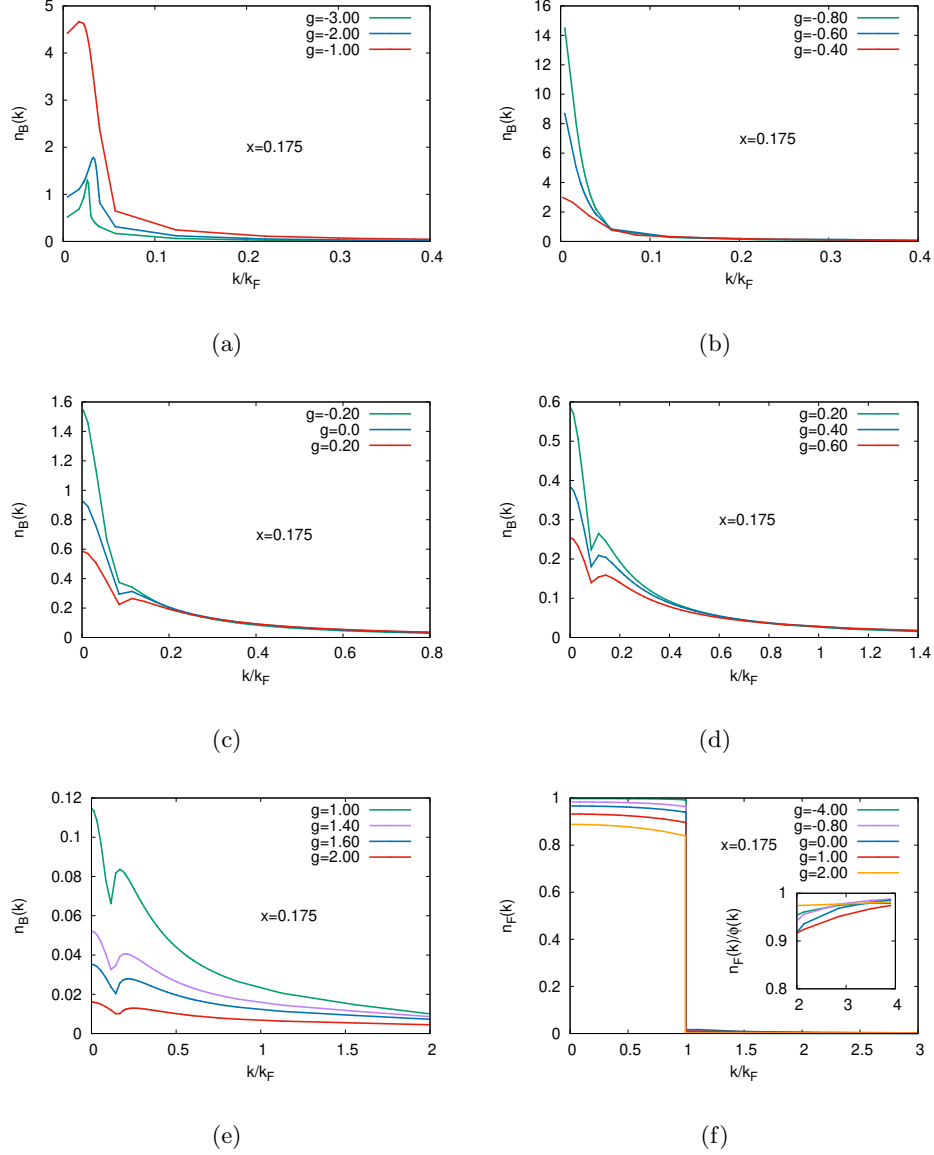 n_B(k)
5
4
3
2
1
0
0 0.1 0.2 0.3 0.4
k/k_F
x=0.175
g=-3.00
g=-2.00
g=-1.00
(a)
n_B(k)
16
14
12
10
8
6
4
2
0
0 0.1 0.2 0.3 0.4
k/k_F
x=0.175
g=-0.80
g=-0.60
g=-0.40
(b)
n_B(k)
1.6
1.4
1.2
1
0.8
0.6
0.4
0.2
0
0 0.2 0.4 0.6 0.8
k/k_F
x=0.175
g=-0.20
g=0.0
g=0.20
(c)
n_B(k)
0.6
0.5
0.4
0.3
0.2
0.1
0
0 0.2 0.4 0.6 0.8 1 1.2 1.4
k/k_F
x=0.175
g=0.20
g=0.40
g=0.60
(d)
n_B(k)
0.12
0.1
0.08
0.06
0.04
0.02
0
0 0.5 1 1.5 2
k/k_F
x=0.175
g=1.00
g=1.40
g=1.60
g=2.00
(e)
n_F(k)
1
0.8
0.6
0.4
0.2
0
0 0.5 1 1.5 2 2.5 3
k/k_F
x=0.175
g=-4.00
g=-0.80
g=0.00
g=1.00
g=2.00
n_F(k)/ϕ(k)
1
0.9
0.8
2 3 4
(f)